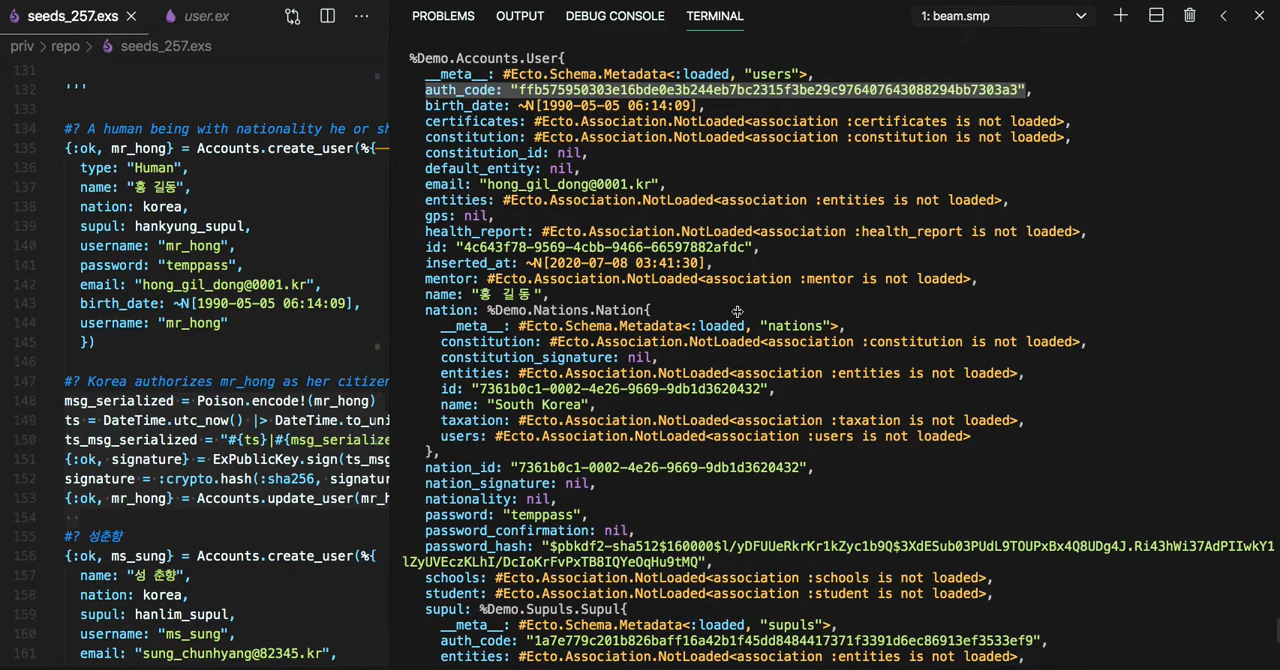 seeds_257.exs
user.ex
priv > repo > seeds_257.exs
131
132 '''
133
134 #? A human being with nationality he or sh
135 {:ok, mr_hong} = Accounts.create_user(%{
136 type: "Human",
137 name: "홍 길동",
138 nation: korea,
139 supul: hankyung_supul,
140 username: "mr_hong",
141 password: "temppass",
142 email: "hong_gil_dong@0001.kr",
143 birth_date: ~N[1990-05-05 06:14:09],
144 username: "mr_hong"
145 })
146
147 #? Korea authorizes mr_hong as her citizen
148 msg_serialized = Poison.encode!(mr_hong)
149 ts = DateTime.utc_now() |> DateTime.to_uni
150 ts_msg_serialized = "#{ts}|#{msg_serialize
151 {:ok, signature} = ExPublicKey.sign(ts_msg
152 signature = :crypto.hash(:sha256, signatur
153 {:ok, mr_hong} = Accounts.update_user(mr_h
154
155 #? 성춘향
156 {:ok, ms_sung} = Accounts.create_user(%{
157 name: "성 춘향",
158 nation: korea,
159 supul: hanlim_supul,
160 username: "ms_sung",
161 email: "sung_chunhyang@82345.kr",
PROBLEMS OUTPUT DEBUG CONSOLE TERMINAL
1: beam.smp
%Demo.Accounts.User{
__meta__: #Ecto.Schema.Metadata<:loaded, "users">,
auth_code: "ffb575950303e16bde0e3b244eb7bc2315f3be29c976407643088294bb7303a3",
birth_date: ~N[1990-05-05 06:14:09],
certificates: #Ecto.Association.NotLoaded<association :certificates is not loaded>,
constitution: #Ecto.Association.NotLoaded<association :constitution is not loaded>,
constitution_id: nil,
default_entity: nil,
email: "hong_gil_dong@0001.kr",
entities: #Ecto.Association.NotLoaded<association :entities is not loaded>,
gps: nil,
health_report: #Ecto.Association.NotLoaded<association :health_report is not loaded>,
id: "4c643f78-9569-4cbb-9466-66597882afdc",
inserted_at: ~N[2020-07-08 03:41:30],
mentor: #Ecto.Association.NotLoaded<association :mentor is not loaded>,
name: "홍 길동",
nation: %Demo.Nations.Nation{
__meta__: #Ecto.Schema.Metadata<:loaded, "nations">,
constitution: #Ecto.Association.NotLoaded<association :constitution is not loaded>,
constitution_signature: nil,
entities: #Ecto.Association.NotLoaded<association :entities is not loaded>,
id: "7361b0c1-0002-4e26-9669-9db1d3620432",
name: "South Korea",
taxation: #Ecto.Association.NotLoaded<association :taxation is not loaded>,
users: #Ecto.Association.NotLoaded<association :users is not loaded>
},
nation_id: "7361b0c1-0002-4e26-9669-9db1d3620432",
nation_signature: nil,
nationality: nil,
password: "temppass",
password_confirmation: nil,
password_hash: "$pbkdf2-sha512$160000$l/yDFUUeRkrKr1kZyc1b9Q$3XdESub03PUdL9TOUPxBx4Q8UDg4J.Ri43hWi37AdPIIwkY1
lZyUVEczKLhI/DcIoKrFvPxTB8IQYeOqHu9tMQ",
schools: #Ecto.Association.NotLoaded<association :schools is not loaded>,
student: #Ecto.Association.NotLoaded<association :student is not loaded>,
supul: %Demo.Supuls.Supul{
__meta__: #Ecto.Schema.Metadata<:loaded, "supuls">,
auth_code: "1a7e779c201b826baff16a42b1f45dd8484417371f3391d6ec86913ef3533ef9",
entities: #Ecto.Association.NotLoaded<association :entities is not loaded>,